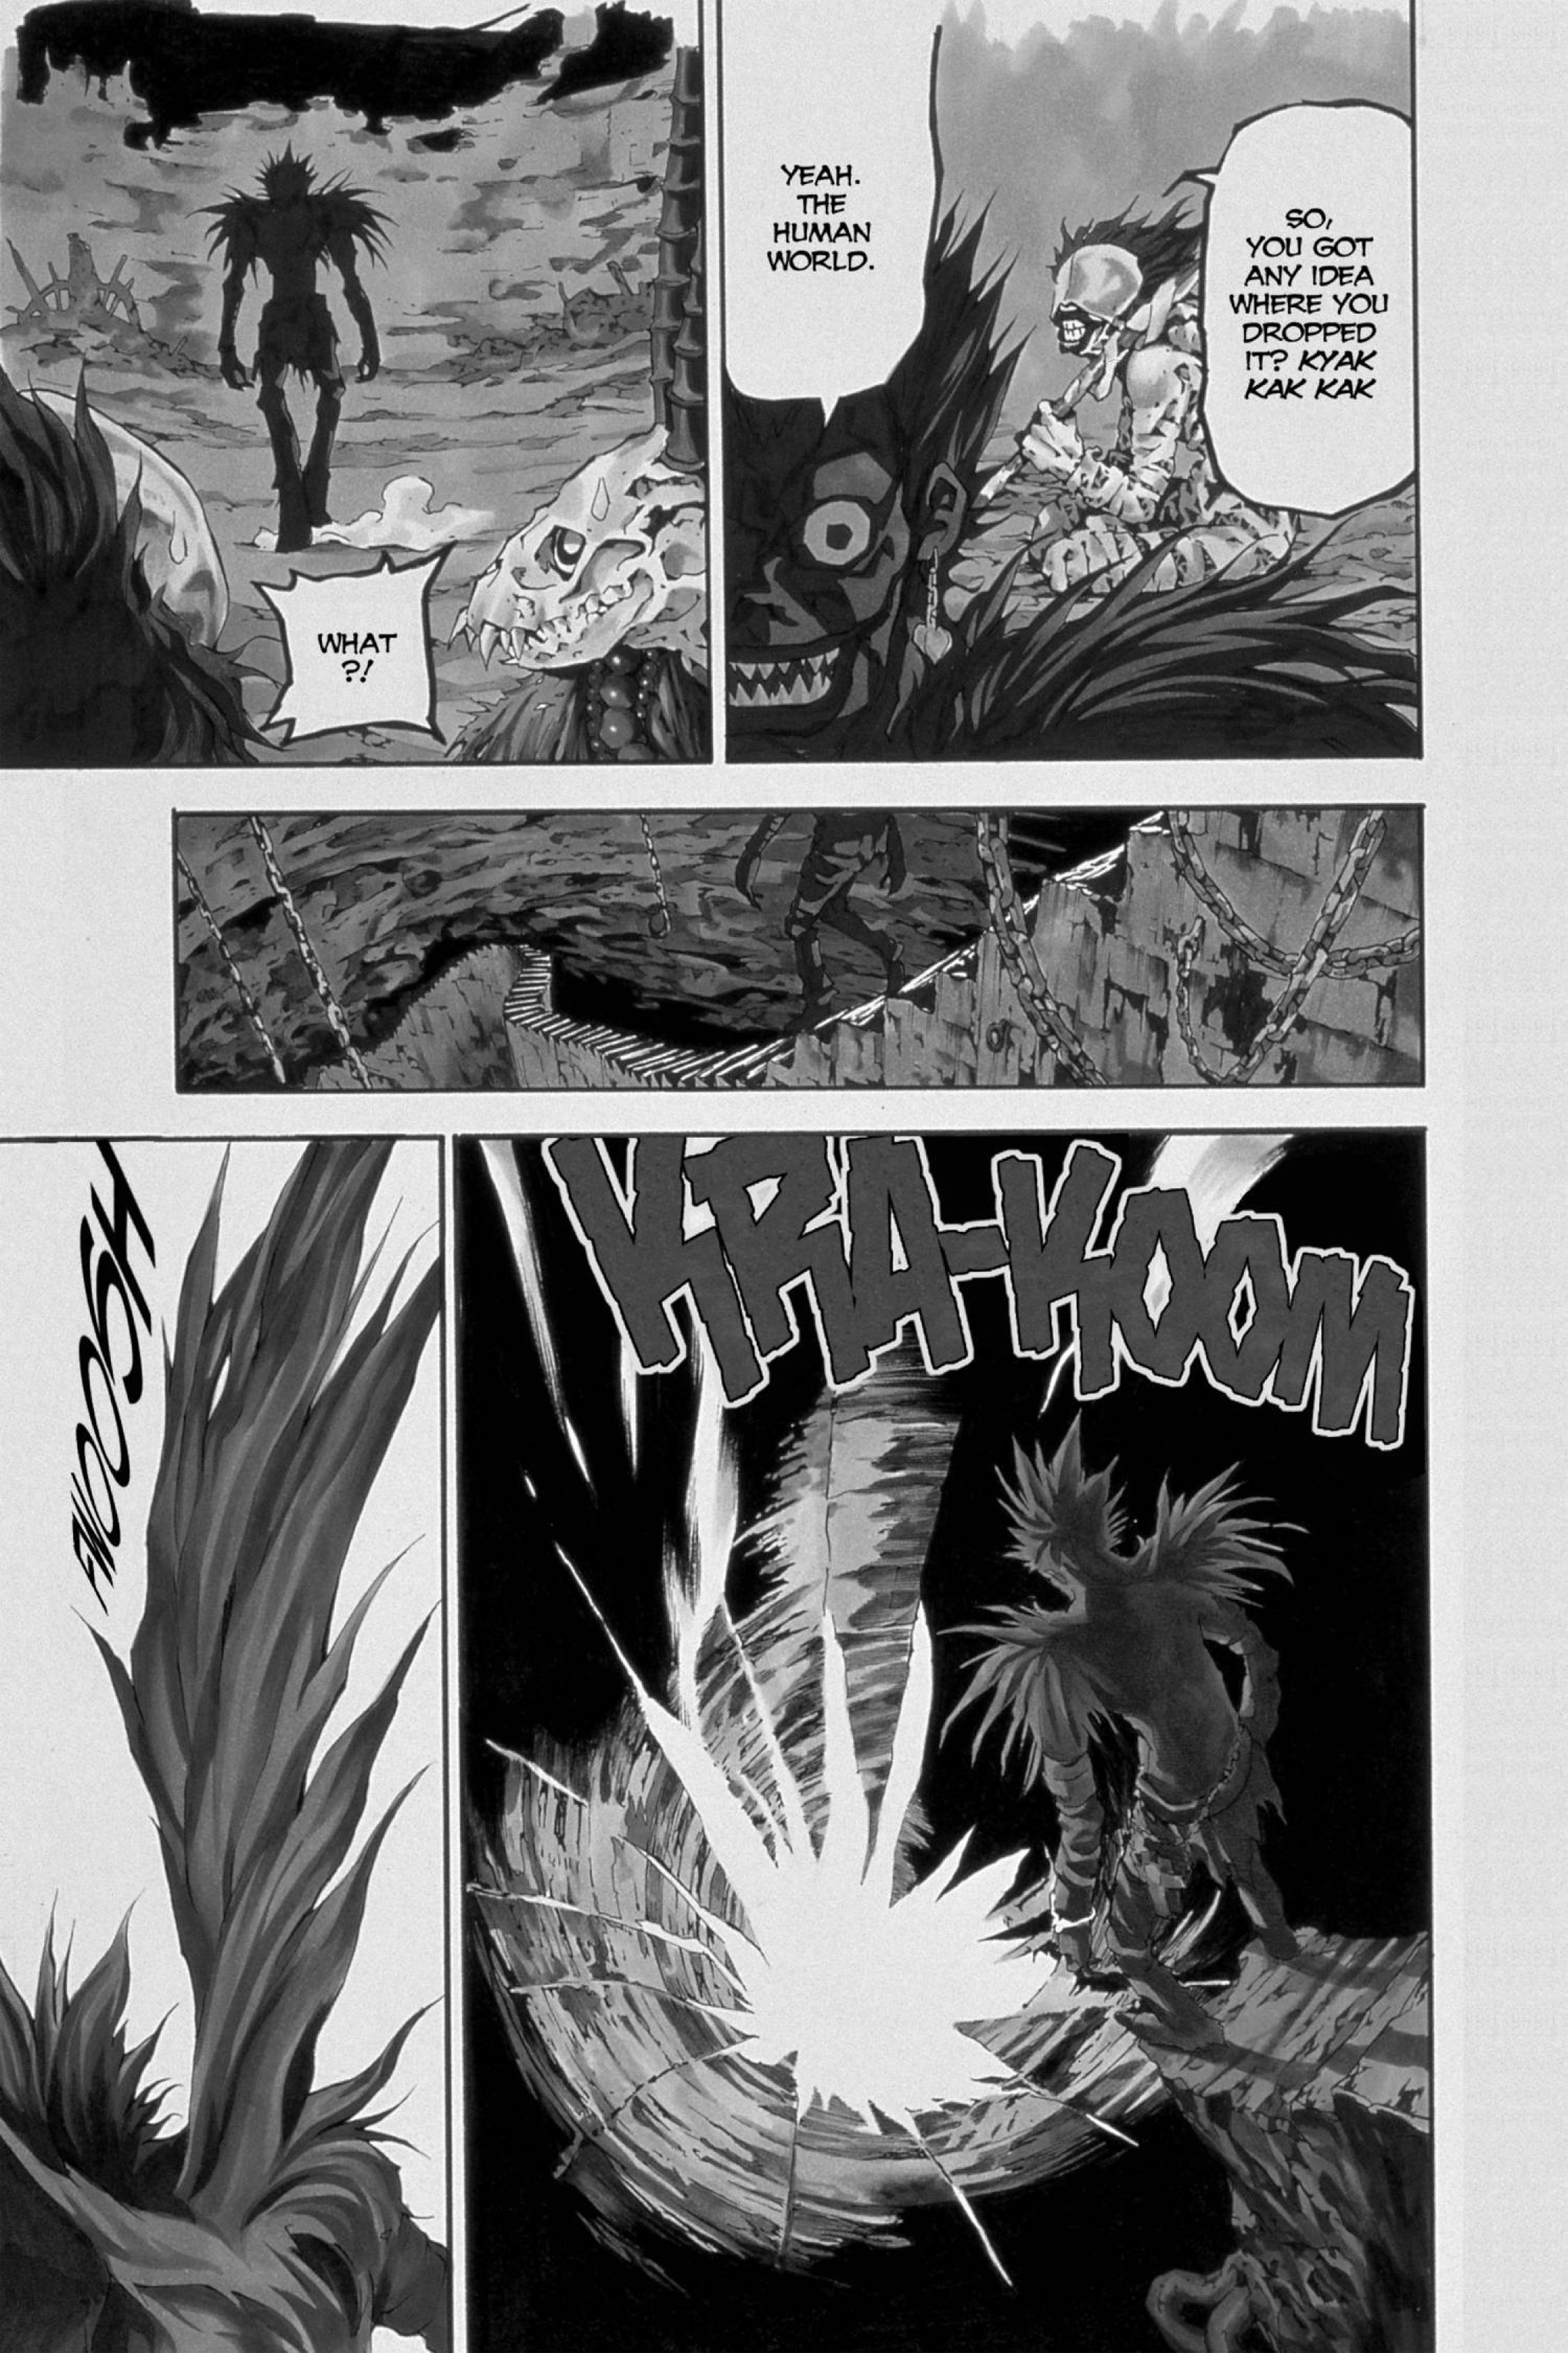 SO,
YOU GOT
ANY IDEA
WHERE YOU
DROPPED
IT? KYAK
KAK KAK
YEAH.
THE
HUMAN
WORLD.
WHAT
?!
KRA-KOOM
FWOOSH